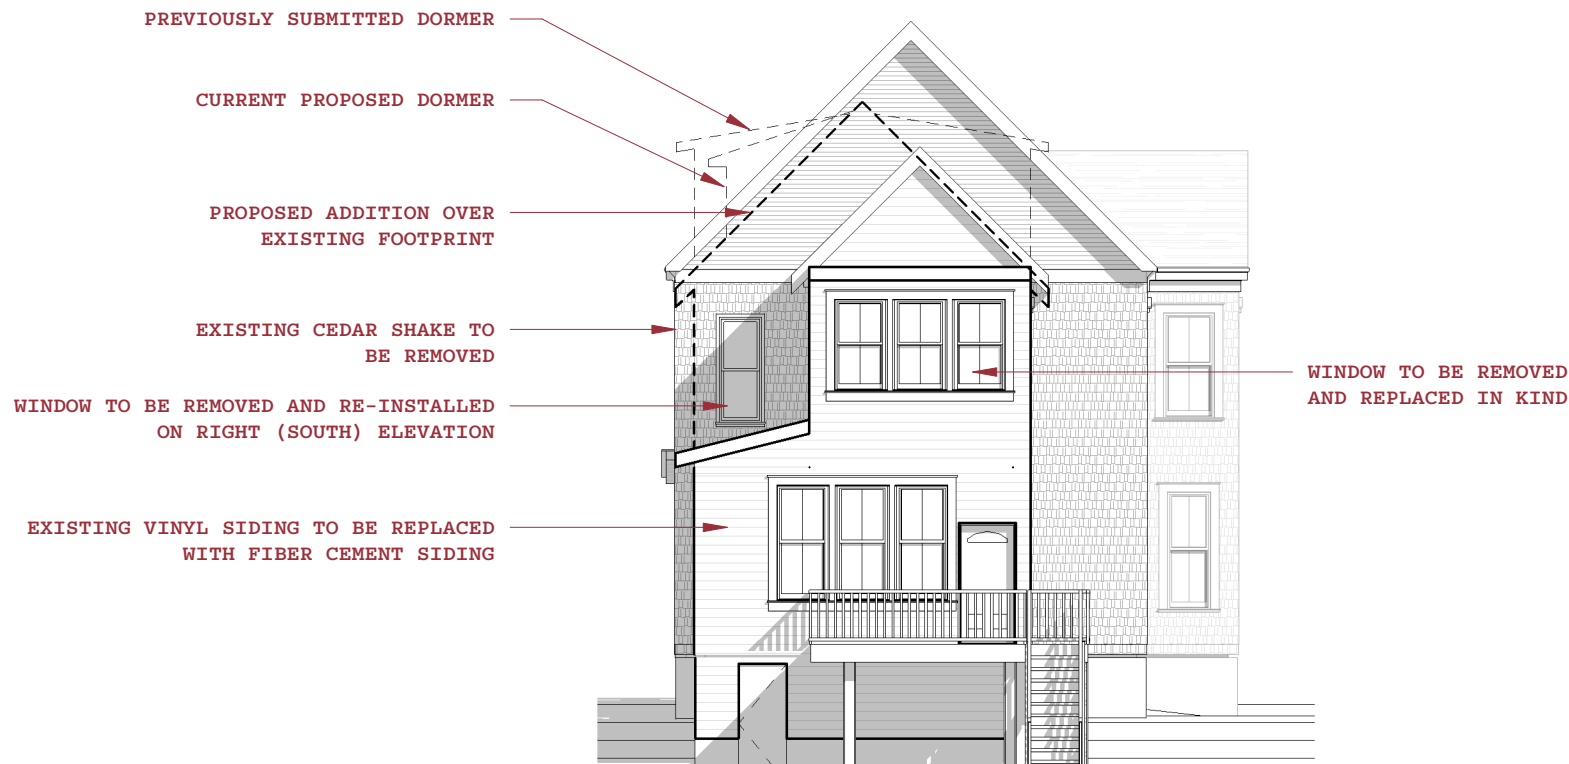 PREVIOUSLY SUBMITTED DORMER
CURRENT PROPOSED DORMER
PROPOSED ADDITION OVER
EXISTING FOOTPRINT
EXISTING CEDAR SHAKE TO
BE REMOVED
WINDOW TO BE REMOVED AND RE-INSTALLED
ON RIGHT (SOUTH) ELEVATION
EXISTING VINYL SIDING TO BE REPLACED
WITH FIBER CEMENT SIDING
WINDOW TO BE REMOVED
AND REPLACED IN KIND